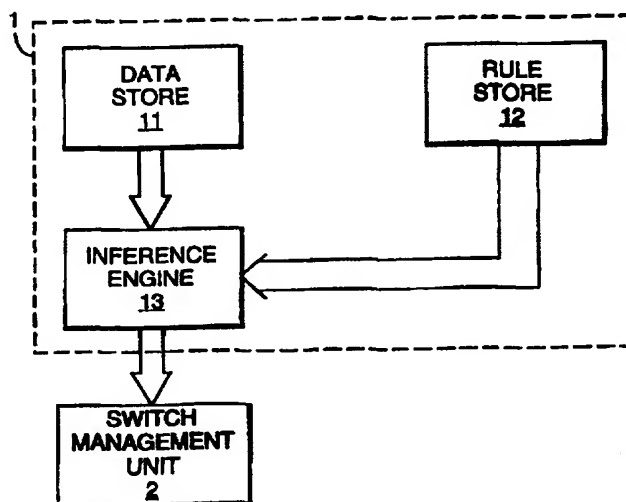 1
DATA
STORE
11
RULE
STORE
12
INFERENCE
ENGINE
13
SWITCH
MANAGEMENT
UNIT
2